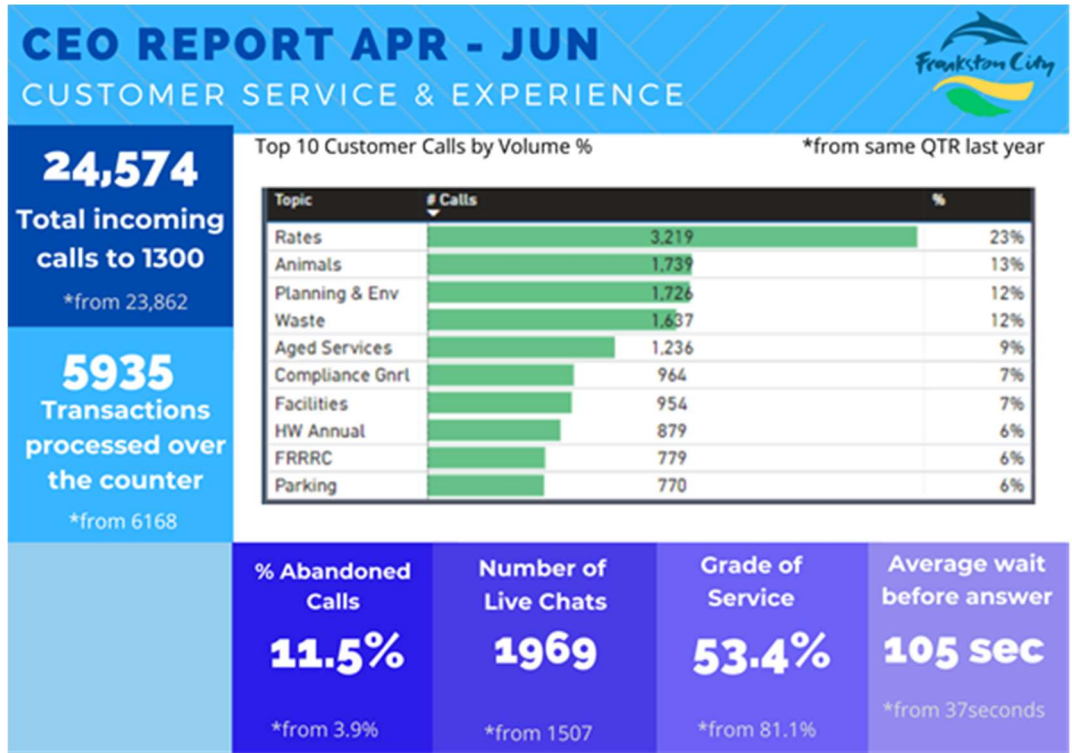 CEO REPORT APR - JUN
CUSTOMER SERVICE & EXPERIENCE
Frankston City
24,574
Total incoming
calls to 1300
*from 23,862
5935
Transactions
processed over
the counter
*from 6168
Top 10 Customer Calls by Volume % *from same QTR last year
Topic # Calls %
Rates 3,219 23%
Animals 1,739 13%
Planning & Env 1,726 12%
Waste 1,637 12%
Aged Services 1,236 9%
Compliance Gnrl 964 7%
Facilities 954 7%
HW Annual 879 6%
FRRRC 779 6%
Parking 770 6%
% Abandoned
Calls
11.5%
*from 3.9%
Number of
Live Chats
1969
*from 1507
Grade of
Service
53.4%
*from 81.1%
Average wait
before answer
105 sec
*from 37seconds